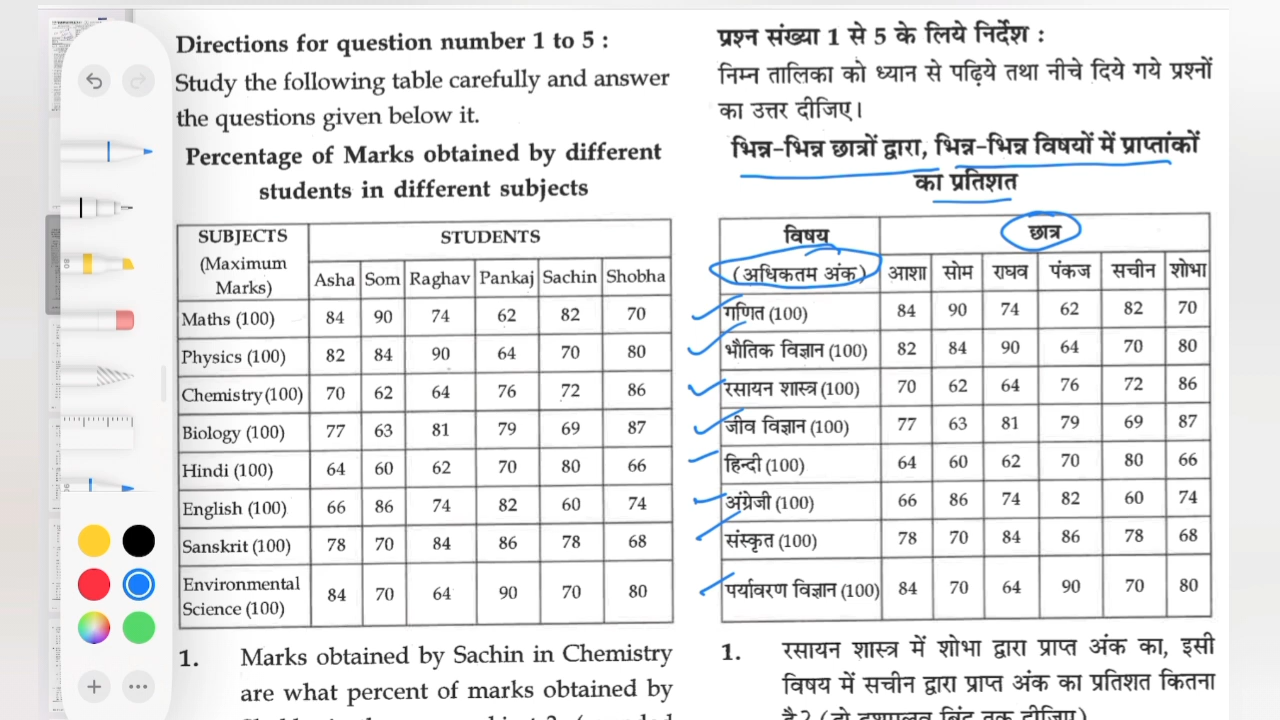 Directions for question number 1 to 5 :
Study the following table carefully and answer
the questions given below it.
Percentage of Marks obtained by different
students in different subjects
SUBJECTS (Maximum Marks) STUDENTS
Asha Som Raghav Pankaj Sachin Shobha
Maths (100) 84 90 74 62 82 70
Physics (100) 82 84 90 64 70 80
Chemistry (100) 70 62 64 76 72 86
Biology (100) 77 63 81 79 69 87
Hindi (100) 64 60 62 70 80 66
English (100) 66 86 74 82 60 74
Sanskrit (100) 78 70 84 86 78 68
Environmental Science (100) 84 70 64 90 70 80
1. Marks obtained by Sachin in Chemistry
are what percent of marks obtained by
प्रश्न संख्या 1 से 5 के लिये निर्देश :
निम्न तालिका को ध्यान से पढ़िये तथा नीचे दिये गये प्रश्नों
का उत्तर दीजिए।
भिन्न-भिन्न छात्रों द्वारा, भिन्न-भिन्न विषयों में प्राप्तांकों
का प्रतिशत
विषय छात्र
(अधिकतम अंक) आशा सोम राघव पंकज सचीन शोभा
गणित (100) 84 90 74 62 82 70
भौतिक विज्ञान (100) 82 84 90 64 70 80
रसायन शास्त्र (100) 70 62 64 76 72 86
जीव विज्ञान (100) 77 63 81 79 69 87
हिन्दी (100) 64 60 62 70 80 66
अंग्रेजी (100) 66 86 74 82 60 74
संस्कृत (100) 78 70 84 86 78 68
पर्यावरण विज्ञान (100) 84 70 64 90 70 80
1. रसायन शास्त्र में शोभा द्वारा प्राप्त अंक का, इसी
विषय में सचीन द्वारा प्राप्त अंक का प्रतिशत कितना